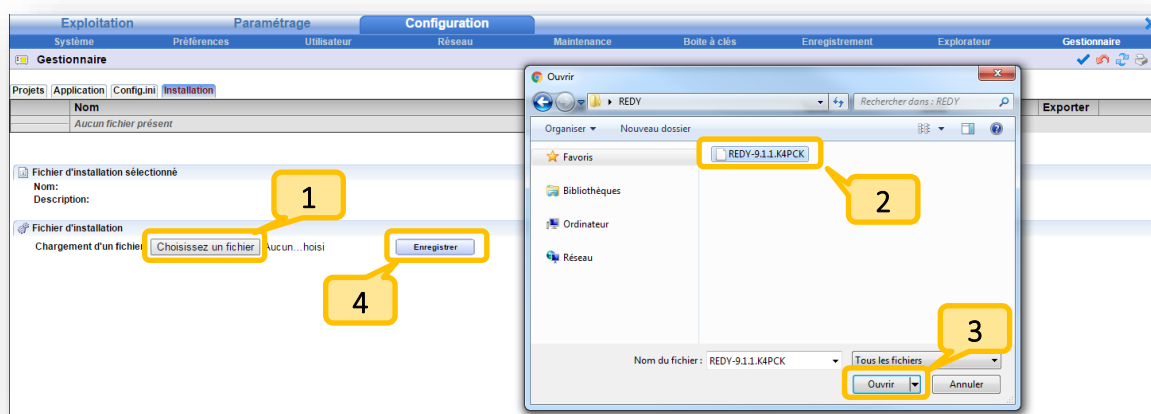 Exploitation Paramétrage Configuration
Système Préférences Utilisateur Réseau Maintenance Boite à clés Enregistrement Explorateur Gestionnaire
Gestionnaire
Projets Application Config.ini Installation
Nom Exporter
Aucun fichier présent
Fichier d'installation sélectionné
Nom:
Description:
1
Fichier d'installation
Chargement d'un fichier Choisissez un fichier Aucun...hoisi Enregistrer
4
Ouvrir
REDY Rechercher dans : REDY
Organiser Nouveau dossier
Favoris
Bibliothèques
Ordinateur
Réseau
REDY-9.1.1.K4PCK
2
3
Nom du fichier : REDY-9.1.1.K4PCK Tous les fichiers
Ouvrir Annuler